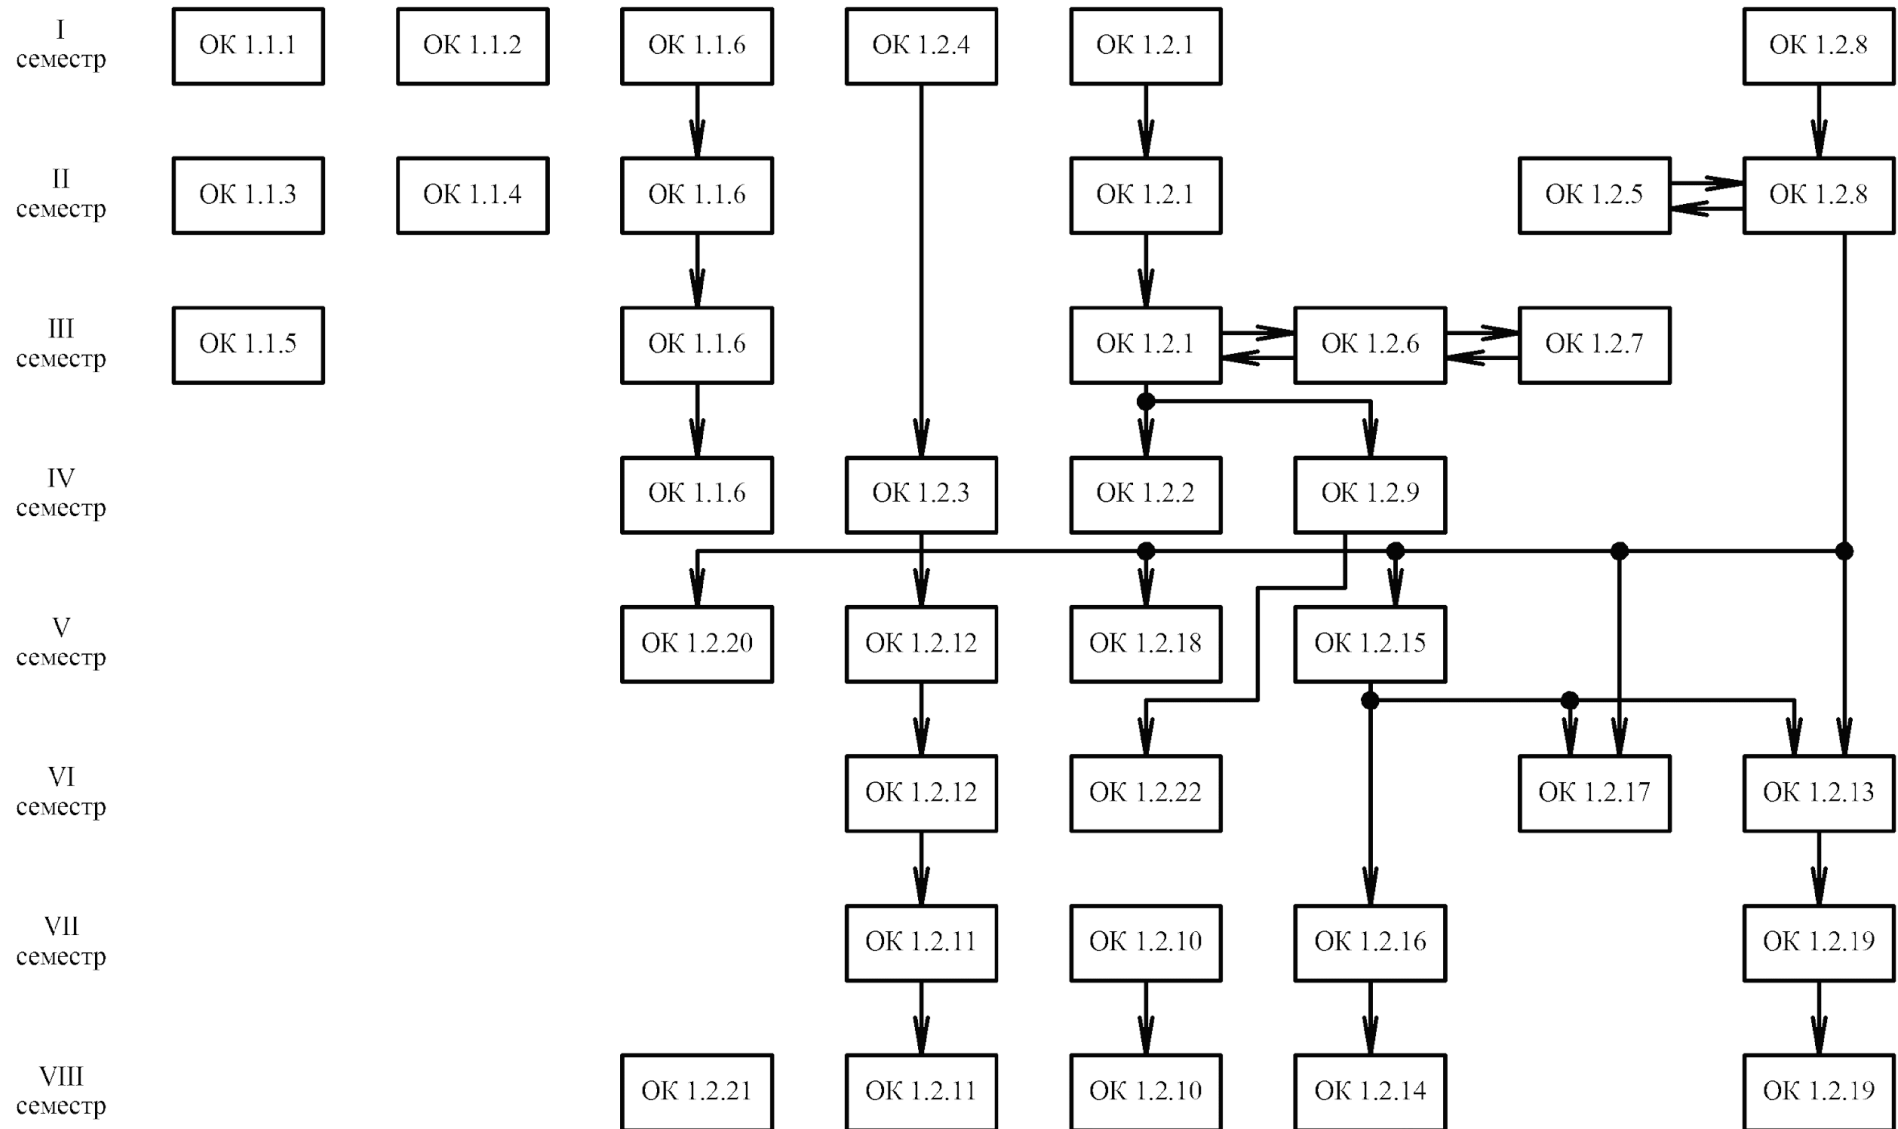 I
семестр
ОК 1.1.1
ОК 1.1.2
ОК 1.1.6
ОК 1.2.4
ОК 1.2.1
ОК 1.2.8
II
семестр
ОК 1.1.3
ОК 1.1.4
ОК 1.1.6
ОК 1.2.1
ОК 1.2.5
ОК 1.2.8
III
семестр
ОК 1.1.5
ОК 1.1.6
ОК 1.2.1
ОК 1.2.6
ОК 1.2.7
IV
семестр
ОК 1.1.6
ОК 1.2.3
ОК 1.2.2
ОК 1.2.9
V
семестр
ОК 1.2.20
ОК 1.2.12
ОК 1.2.18
ОК 1.2.15
VI
семестр
ОК 1.2.12
ОК 1.2.22
ОК 1.2.17
ОК 1.2.13
VII
семестр
ОК 1.2.11
ОК 1.2.10
ОК 1.2.16
ОК 1.2.19
VIII
семестр
ОК 1.2.21
ОК 1.2.11
ОК 1.2.10
ОК 1.2.14
ОК 1.2.19